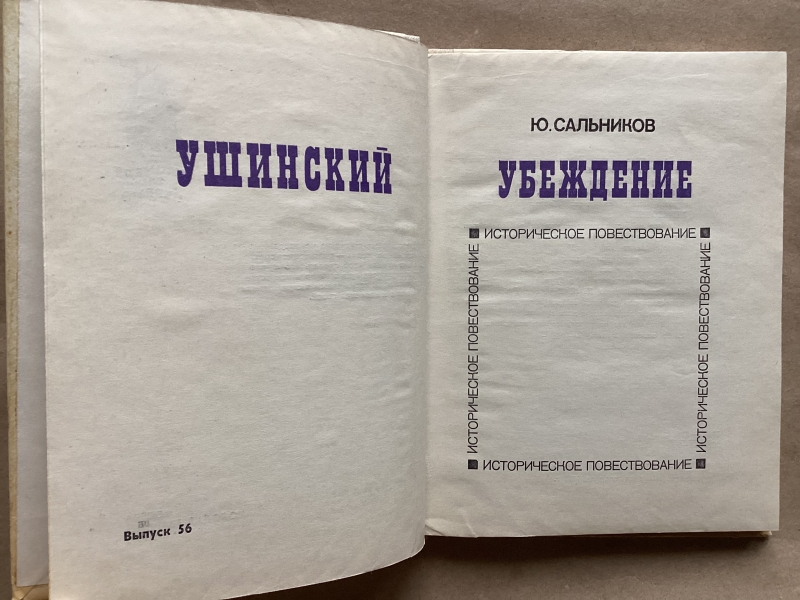 УШИНСКИЙ
Выпуск 56
Ю. САЛЬНИКОВ
УБЕЖДЕНИЕ
ИСТОРИЧЕСКОЕ ПОВЕСТВОВАНИЕ
ИСТОРИЧЕСКОЕ ПОВЕСТВОВАНИЕ
ИСТОРИЧЕСКОЕ ПОВЕСТВОВАНИЕ
ИСТОРИЧЕСКОЕ ПОВЕСТВОВАНИЕ